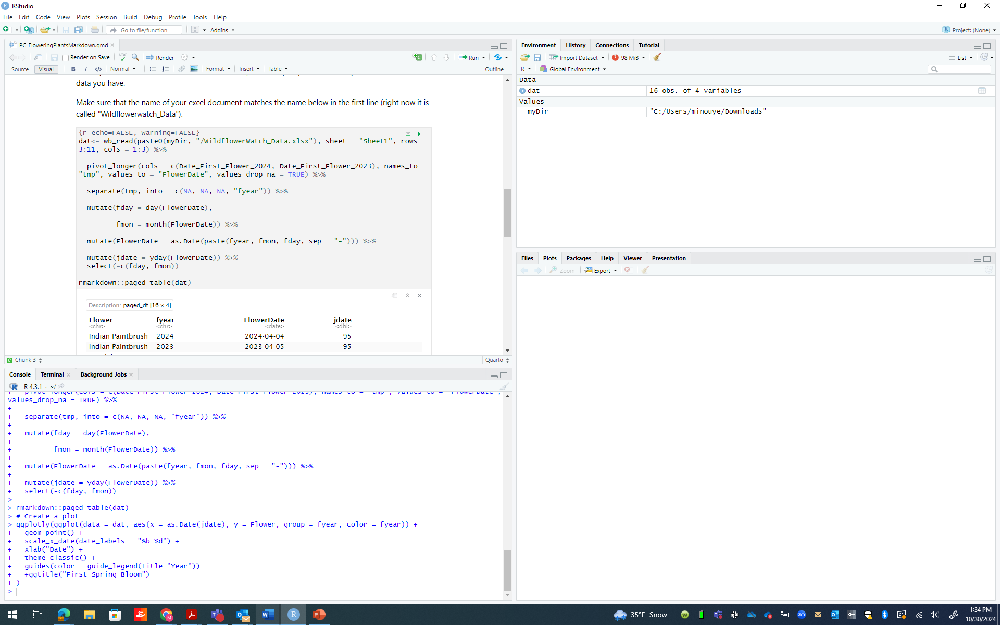 RStudio
File Edit Code View Plots Session Build Debug Profile Tools Help
Go to file/function Addins Project: (None)
PC_FloweringPlantsMarkdown.qmd
Render on Save ABC Render Run
Source Visual B I </> Normal Format Insert Table Outline
data you have.
Make sure that the name of your excel document matches the name below in the first line (right now it is
called "Wildflowerwatch_Data").
{r echo=FALSE, warning=FALSE}
dat<- wb_read(paste0(myDir, "/WildflowerWatch_Data.xlsx"), sheet = "Sheet1", rows =
3:11, cols = 1:3) %>%
pivot_longer(cols = c(Date_First_Flower_2024, Date_First_Flower_2023), names_to =
"tmp", values_to = "FlowerDate", values_drop_na = TRUE) %>%
separate(tmp, into = c(NA, NA, NA, "fyear")) %>%
mutate(fday = day(FlowerDate),
fmon = month(FlowerDate)) %>%
mutate(FlowerDate = as.Date(paste(fyear, fmon, fday, sep = "-"))) %>%
mutate(jdate = yday(FlowerDate)) %>%
select(-c(fday, fmon))
rmarkdown::paged_table(dat)
Description: paged_df [16 × 4]
Flower fyear FlowerDate jdate
<chr> <chr> <date> <dbl>
Indian Paintbrush 2024 2024-04-04 95
Indian Paintbrush 2023 2023-04-05 95
Chunk 3 Quarto
Console Terminal Background Jobs
R 4.3.1 · ~/
+ pivot_longer(cols = c(Date_First_Flower_2024, Date_First_Flower_2023), names_to = "tmp", values_to = "FlowerDate",
values_drop_na = TRUE) %>%
+
+ separate(tmp, into = c(NA, NA, NA, "fyear")) %>%
+
+ mutate(fday = day(FlowerDate),
+
+ fmon = month(FlowerDate)) %>%
+
+ mutate(FlowerDate = as.Date(paste(fyear, fmon, fday, sep = "-"))) %>%
+
+ mutate(jdate = yday(FlowerDate)) %>%
+ select(-c(fday, fmon))
>
> rmarkdown::paged_table(dat)
> # Create a plot
> ggplotly(ggplot(data = dat, aes(x = as.Date(jdate), y = Flower, group = fyear, color = fyear)) +
+ geom_point() +
+ scale_x_date(date_labels = "%b %d") +
+ xlab("Date") +
+ theme_classic() +
+ guides(color = guide_legend(title="Year"))
+ +ggtitle("First Spring Bloom")
+ )
>
Environment History Connections Tutorial
Import Dataset 98 MiB List
R Global Environment
Data
dat 16 obs. of 4 variables
Values
myDir "C:/Users/minouye/Downloads"
Files Plots Packages Help Viewer Presentation
Zoom Export
35°F Snow
1:34 PM
10/30/2024